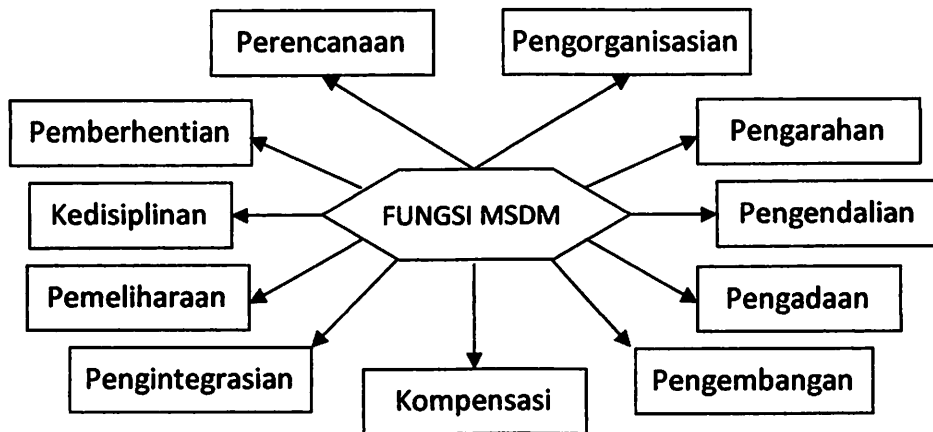 Perencanaan
Pengorganisasian
Pemberhentian
Pengarahan
Kedisiplinan
FUNGSI MSDM
Pengendalian
Pemeliharaan
Pengadaan
Pengintegrasian
Kompensasi
Pengembangan